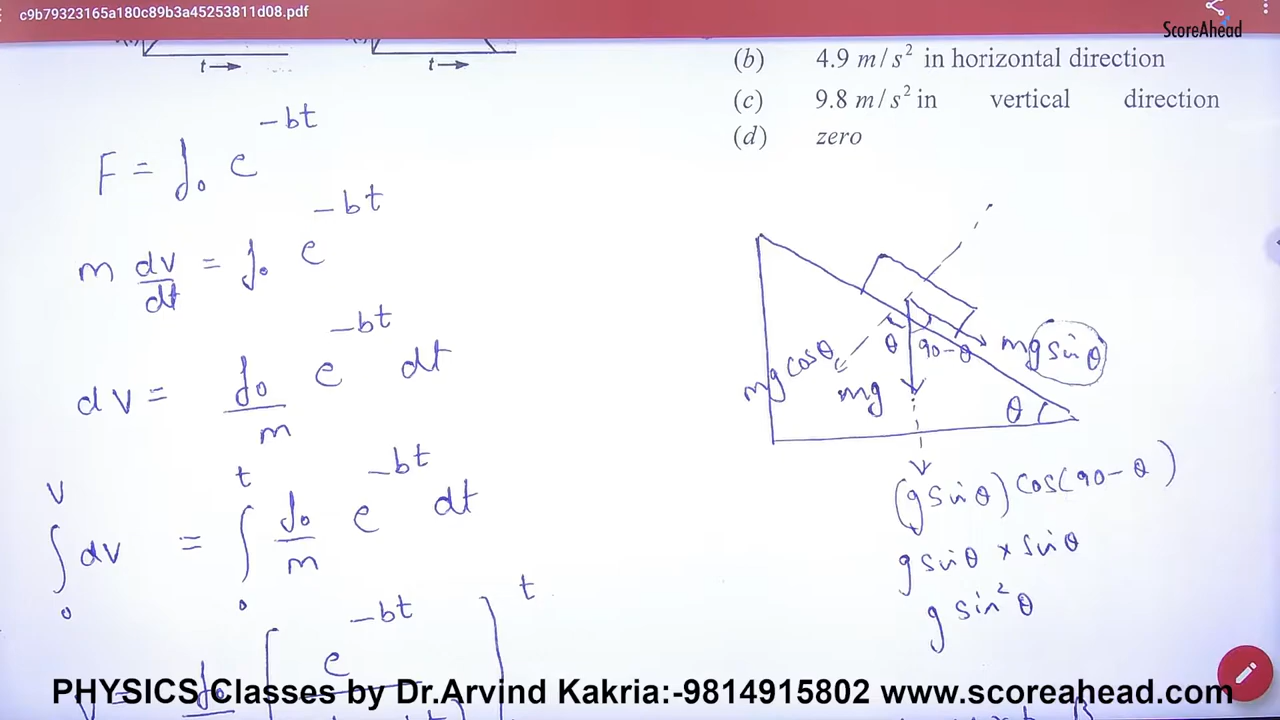 c9b79323165a180c89b3a45253811d08.pdf
ScoreAhead
t
t
F = f₀ e^{-bt}
m dv/dt = f₀ e^{-bt}
dv = f₀/m e^{-bt} dt
∫₀^v dv = ∫₀^t f₀/m e^{-bt} dt
f₀ [ e^{-bt} ] t
(b) 4.9 m/s² in horizontal direction
(c) 9.8 m/s² in vertical direction
(d) zero
mg cosθ
θ
90-θ
mg sinθ
mg
θ
(g sinθ) cos(90-θ)
g sinθ × sinθ
g sin²θ
PHYSICS Classes by Dr.Arvind Kakria:-9814915802 www.scoreahead.com